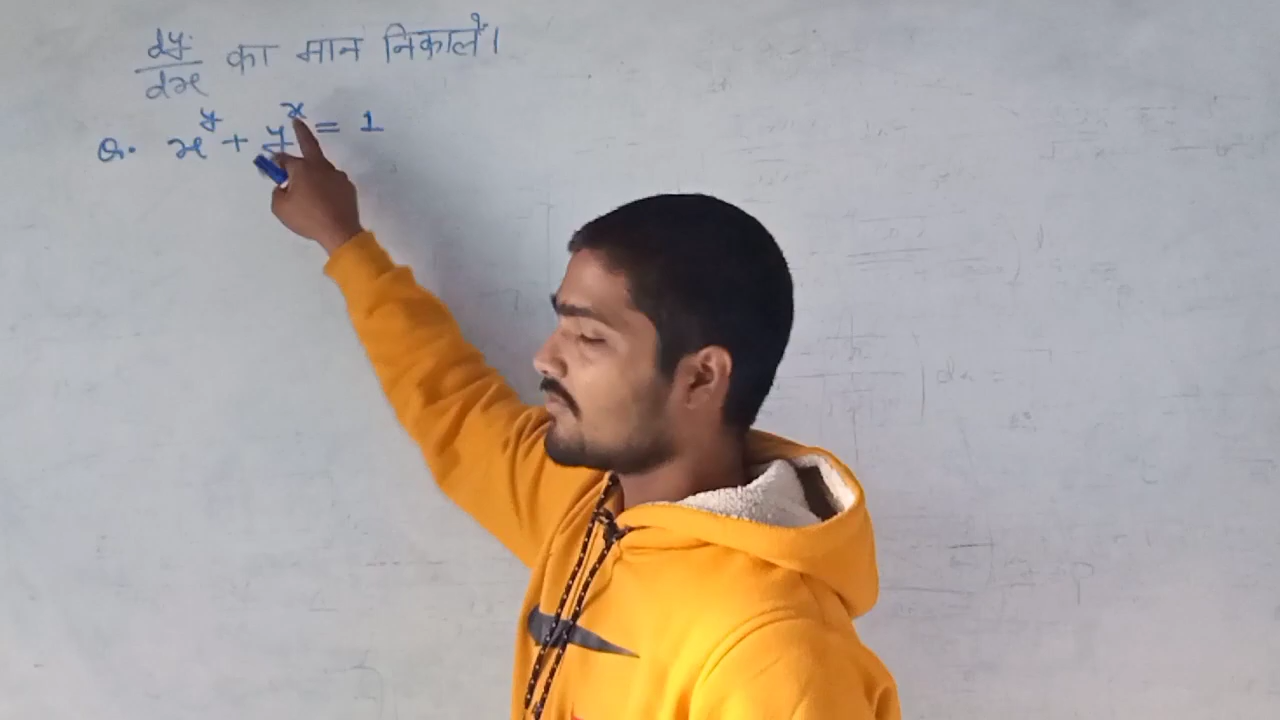 dy/dx का मान निकालें।
Q. x^y + y^x = 1